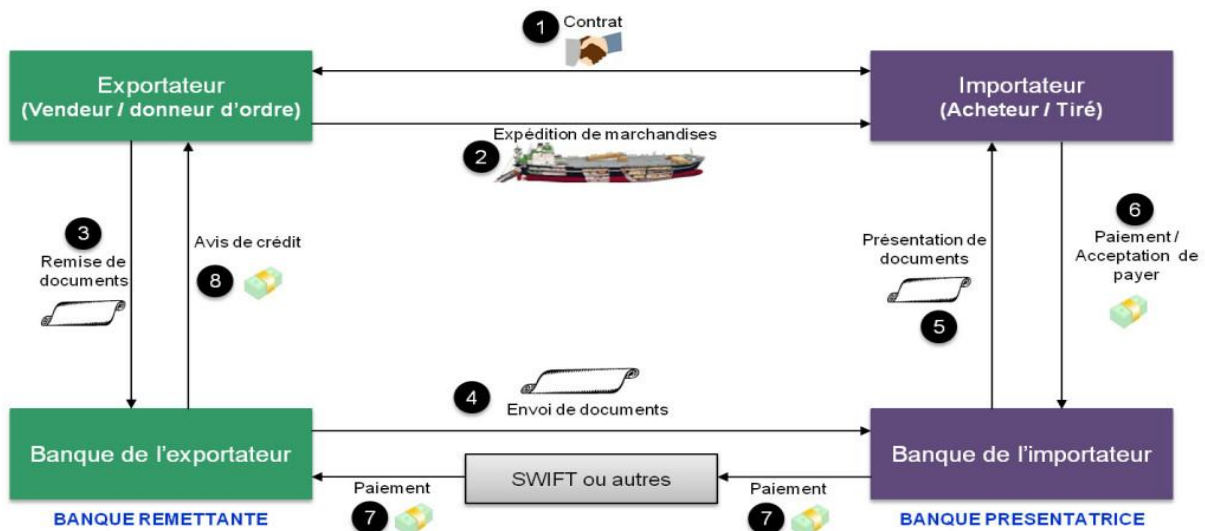 1
Contrat
Exportateur
(Vendeur / donneur d'ordre)
Importateur
(Acheteur / Tiré)
Expédition de marchandises
2
3
Remise de
documents
Avis de crédit
8
Présentation de
documents
5
6
Paiement /
Acceptation de
payer
4
Envoi de documents
Banque de l'exportateur
Banque de l'importateur
SWIFT ou autres
Paiement
7
Paiement
7
BANQUE REMETTANTE
BANQUE PRESENTATRICE